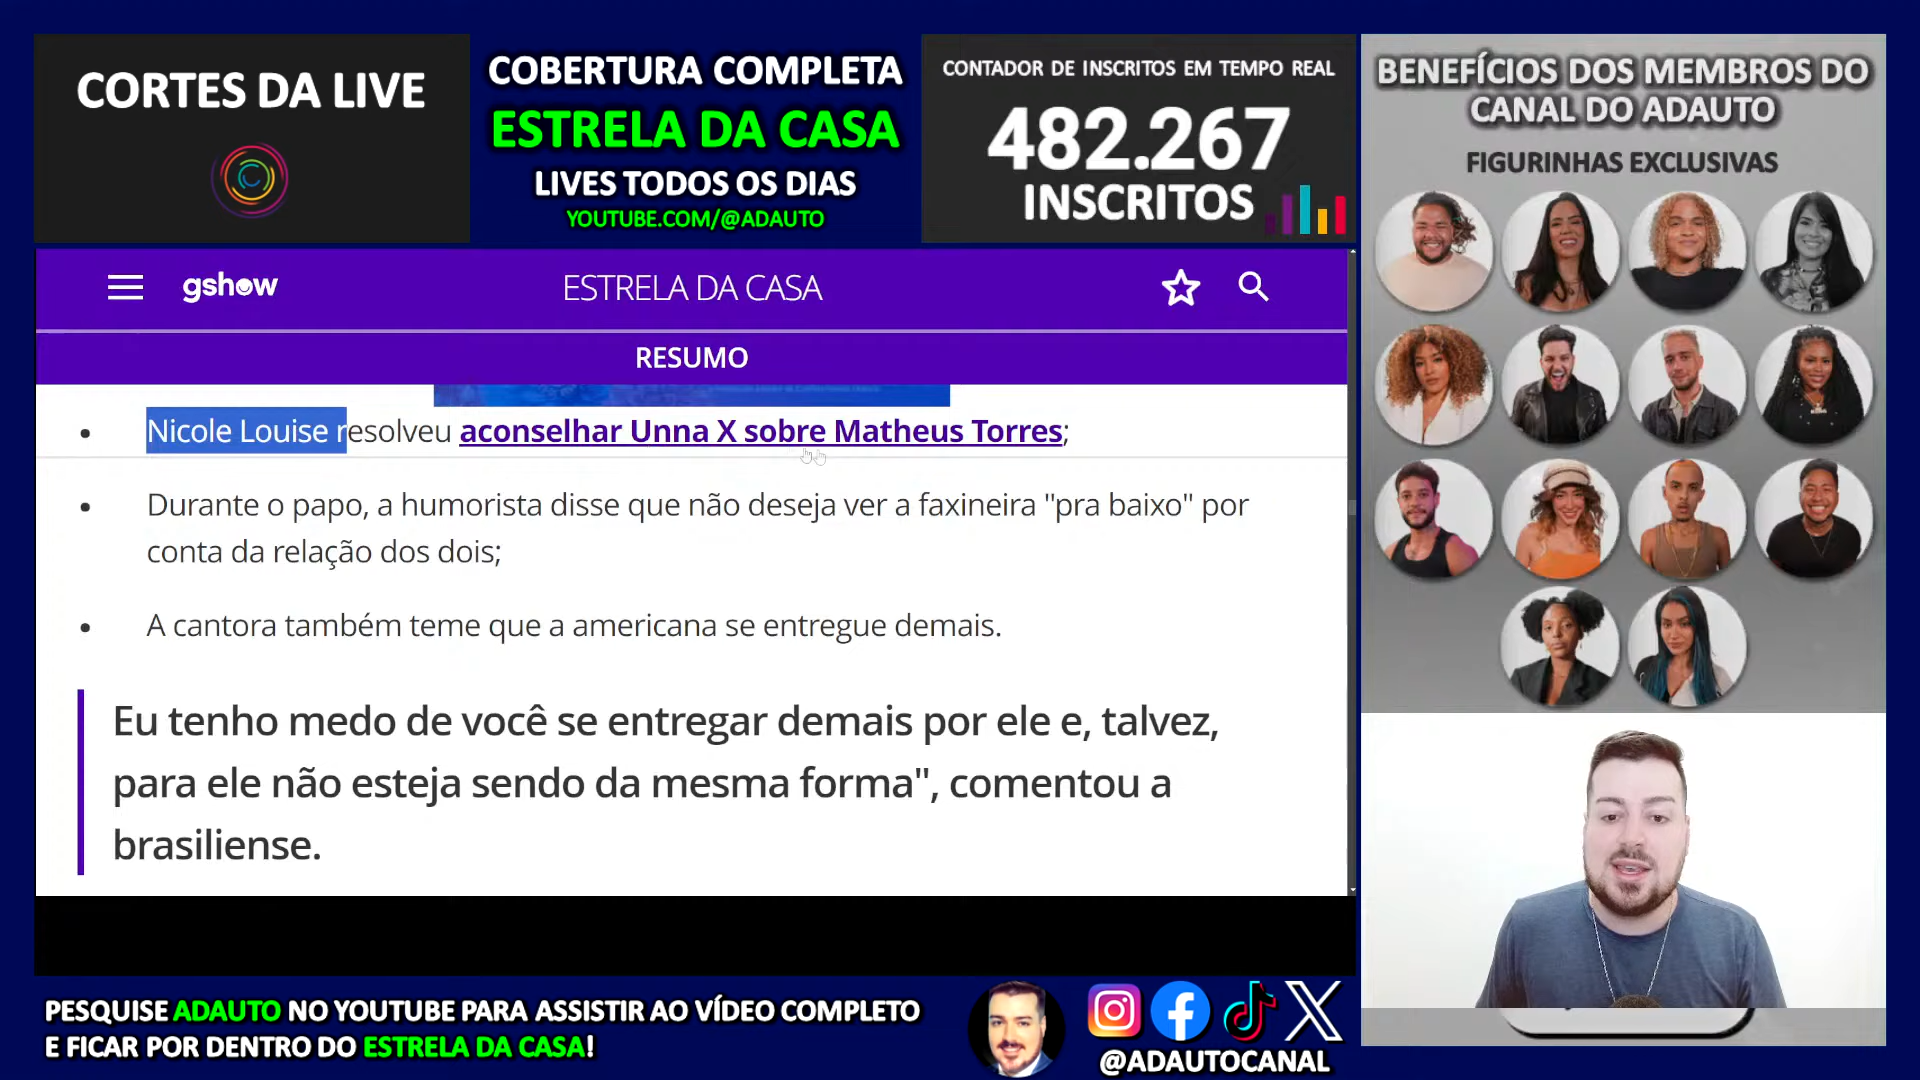 CORTES DA LIVE
COBERTURA COMPLETA
ESTRELA DA CASA
LIVES TODOS OS DIAS
YOUTUBE.COM/@ADAUTO
CONTADOR DE INSCRITOS EM TEMPO REAL
482.267
INSCRITOS
BENEFÍCIOS DOS MEMBROS DO
CANAL DO ADAUTO
FIGURINHAS EXCLUSIVAS
gshow
ESTRELA DA CASA
RESUMO
• Nicole Louise resolveu aconselhar Unna X sobre Matheus Torres;
• Durante o papo, a humorista disse que não deseja ver a faxineira "pra baixo" por
conta da relação dos dois;
• A cantora também teme que a americana se entregue demais.
Eu tenho medo de você se entregar demais por ele e, talvez,
para ele não esteja sendo da mesma forma", comentou a
brasiliense.
PESQUISE ADAUTO NO YOUTUBE PARA ASSISTIR AO VÍDEO COMPLETO
E FICAR POR DENTRO DO ESTRELA DA CASA!
@ADAUTOCANAL